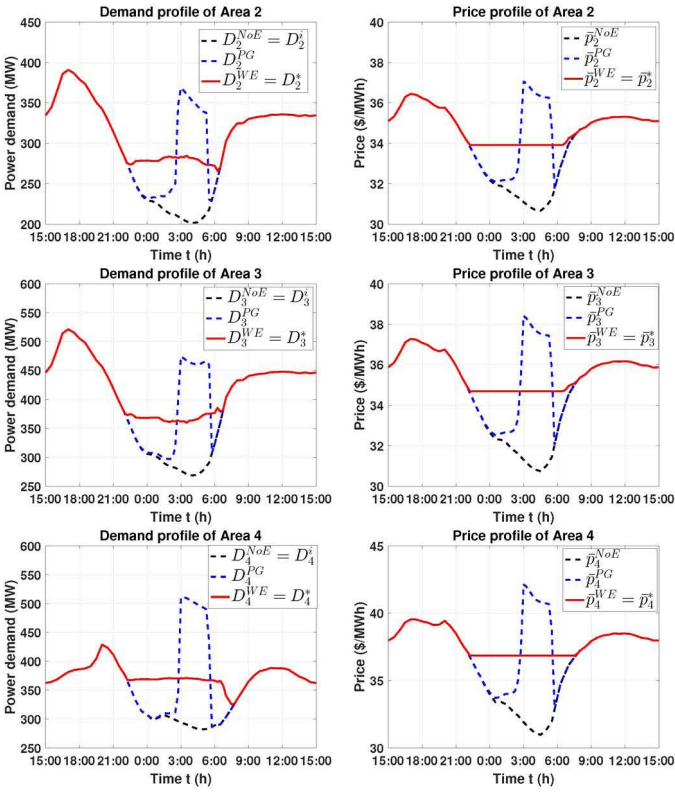 Demand profile of Area 2
Power demand (MW)
400
350
300
250
200
15:00 18:00 21:00 0:00 3:00 6:00 9:00 12:00 15:00
Time t (h)
D_2^{NoE} = D_2^i
D_2^{PG}
D_2^{WE} = D_2^*
Price profile of Area 2
Price ($/MWh)
40
38
36
34
32
30
15:00 18:00 21:00 0:00 3:00 6:00 9:00 12:00 15:00
Time t (h)
p̄_2^{NoE}
p̄_2^{PG}
p̄_2^{WE} = p̄_2^*
Demand profile of Area 3
Power demand (MW)
600
550
500
450
400
350
300
250
15:00 18:00 21:00 0:00 3:00 6:00 9:00 12:00 15:00
Time t (h)
D_3^{NoE} = D_3^i
D_3^{PG}
D_3^{WE} = D_3^*
Price profile of Area 3
Price ($/MWh)
40
38
36
34
32
30
15:00 18:00 21:00 0:00 3:00 6:00 9:00 12:00 15:00
Time t (h)
p̄_3^{NoE}
p̄_3^{PG}
p̄_3^{WE} = p̄_3^*
Demand profile of Area 4
Power demand (MW)
600
550
500
450
400
350
300
250
15:00 18:00 21:00 0:00 3:00 6:00 9:00 12:00 15:00
Time t (h)
D_4^{NoE} = D_4^i
D_4^{PG}
D_4^{WE} = D_4^*
Price profile of Area 4
Price ($/MWh)
45
40
35
30
15:00 18:00 21:00 0:00 3:00 6:00 9:00 12:00 15:00
Time t (h)
p̄_4^{NoE}
p̄_4^{PG}
p̄_4^{WE} = p̄_4^*